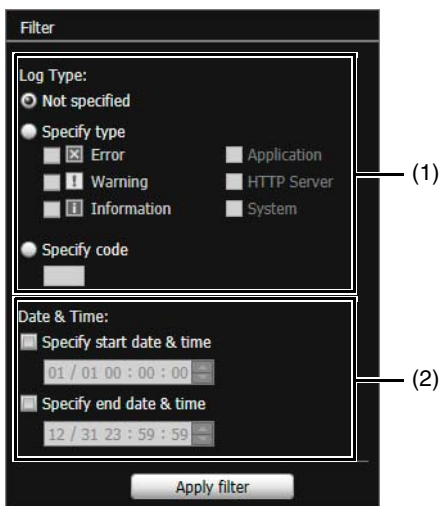 Filter
Log Type:
Not specified
Specify type
Error Application
Warning HTTP Server
Information System
(1)
Specify code
Date & Time:
Specify start date & time
01 / 01 00 : 00 : 00
(2)
Specify end date & time
12 / 31 23 : 59 : 59
Apply filter